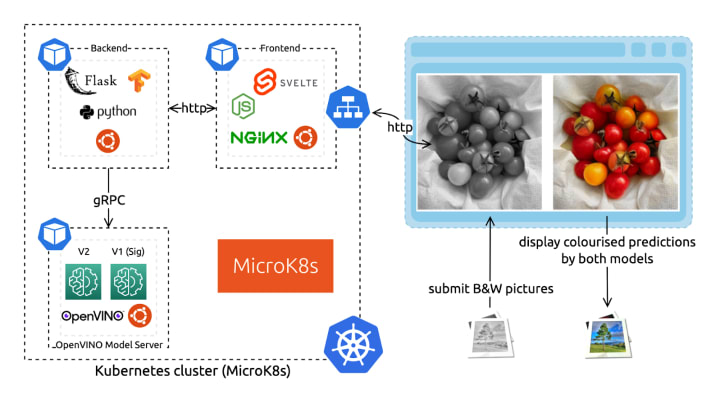 Backend
Frontend
Flask
python
http
SVELTE
JS
NGiNX
http
gRPC
V2
V1 (Sig)
OpenVINO
OpenVINO Model Server
MicroK8s
Kubernetes cluster (MicroK8s)
submit B&W pictures
display colourised predictions
by both models